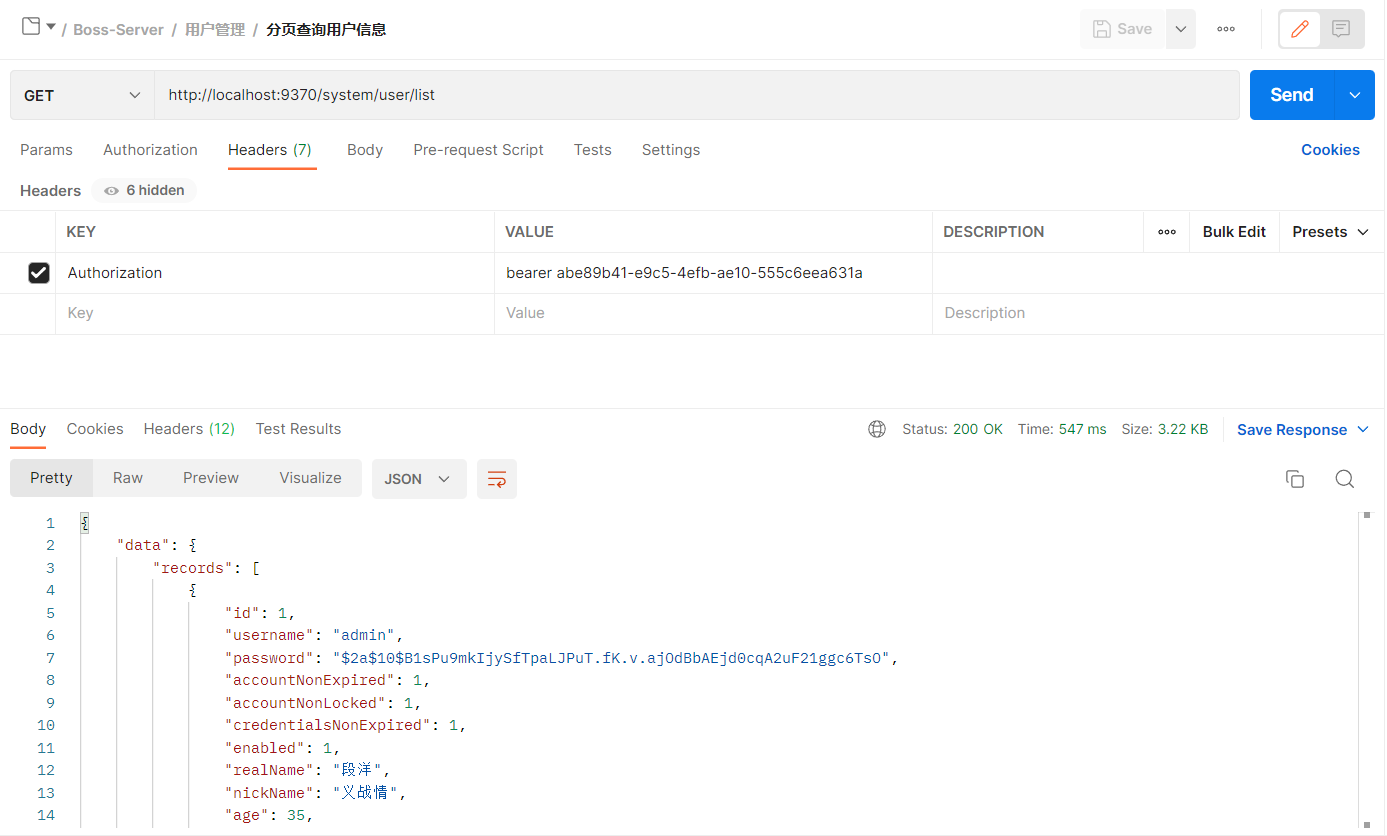 / Boss-Server / 用户管理 / 分页查询用户信息
Save
GET http://localhost:9370/system/user/list Send
Params Authorization Headers (7) Body Pre-request Script Tests Settings Cookies
Headers 6 hidden
KEY VALUE DESCRIPTION Bulk Edit Presets
Authorization bearer abe89b41-e9c5-4efb-ae10-555c6eea631a
Key Value Description
Body Cookies Headers (12) Test Results Status: 200 OK Time: 547 ms Size: 3.22 KB Save Response
Pretty Raw Preview Visualize JSON
1 {
2 "data": {
3 "records": [
4 {
5 "id": 1,
6 "username": "admin",
7 "password": "$2a$10$B1sPu9mkIjySfTpaLJPuT.fK.v.ajOdBbAEjd0cqA2uF21ggc6TsO",
8 "accountNonExpired": 1,
9 "accountNonLocked": 1,
10 "credentialsNonExpired": 1,
11 "enabled": 1,
12 "realName": "段洋",
13 "nickName": "义战情",
14 "age": 35,